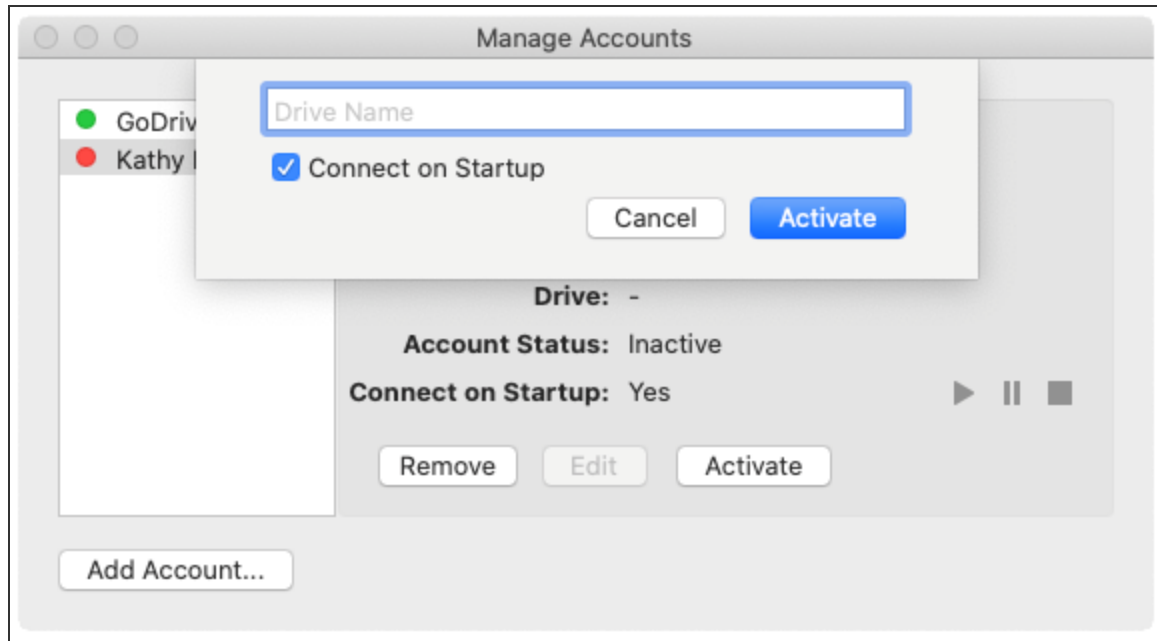 Manage Accounts
Drive Name
GoDriv
Kathy
Connect on Startup
Cancel Activate
Drive: -
Account Status: Inactive
Connect on Startup: Yes
Remove Edit Activate
Add Account...